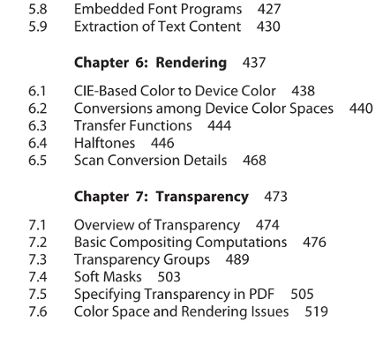 5.8 Embedded Font Programs 427
5.9 Extraction of Text Content 430
Chapter 6: Rendering 437
6.1 CIE-Based Color to Device Color 438
6.2 Conversions among Device Color Spaces 440
6.3 Transfer Functions 444
6.4 Halftones 446
6.5 Scan Conversion Details 468
Chapter 7: Transparency 473
7.1 Overview of Transparency 474
7.2 Basic Compositing Computations 476
7.3 Transparency Groups 489
7.4 Soft Masks 503
7.5 Specifying Transparency in PDF 505
7.6 Color Space and Rendering Issues 519